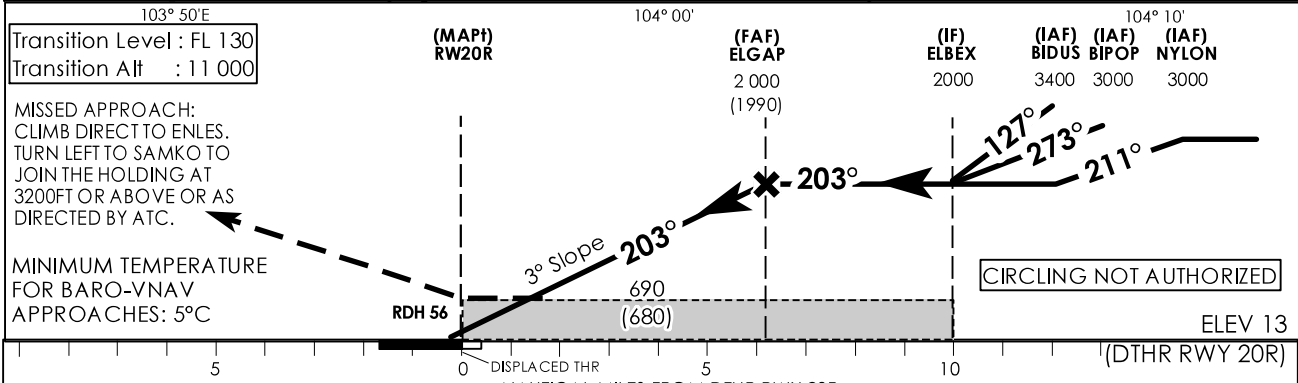 103° 50'E
104° 00'
104° 10'
Transition Level : FL 130
Transition Alt : 11 000
(MAPt)
RW20R
(FAF)
ELGAP
2 000
(1990)
(IF)
ELBEX
2000
(IAF)
BIDUS
3400
(IAF)
BIPOP
3000
(IAF)
NYLON
3000
MISSED APPROACH:
CLIMB DIRECT TO ENLES.
TURN LEFT TO SAMKO TO
JOIN THE HOLDING AT
3200FT OR ABOVE OR AS
DIRECTED BY ATC.
127°
273°
211°
203°
203°
3° Slope
MINIMUM TEMPERATURE
FOR BARO-VNAV
APPROACHES: 5°C
RDH 56
690
(680)
CIRCLING NOT AUTHORIZED
ELEV 13
(DTHR RWY 20R)
5
DISPLACED THR
5
10